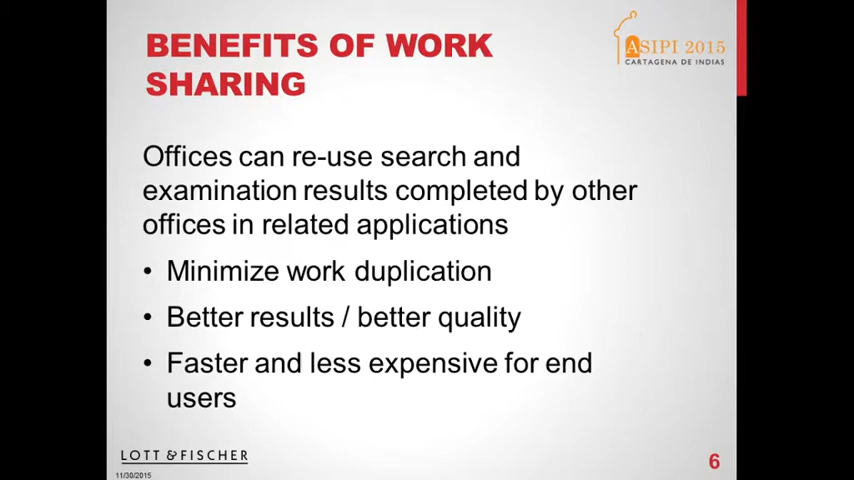 BENEFITS OF WORK
SHARING
ASIPI 2015
CARTAGENA DE INDIAS
Offices can re-use search and
examination results completed by other
offices in related applications
• Minimize work duplication
• Better results / better quality
• Faster and less expensive for end
users
LOTT & FISCHER
11/30/2015
6